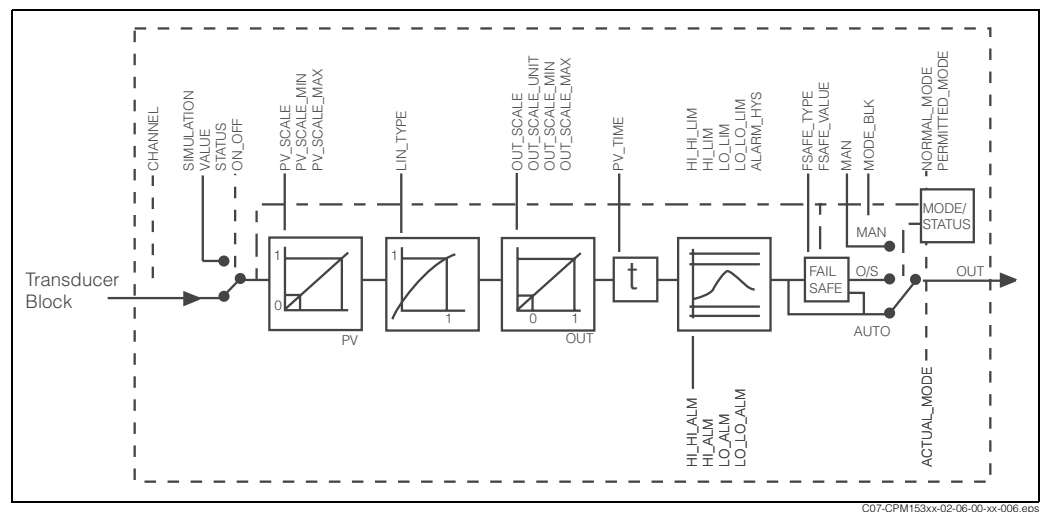 CHANNEL
SIMULATION
VALUE
STATUS
ON_OFF
PV_SCALE
PV_SCALE_MIN
PV_SCALE_MAX
LIN_TYPE
OUT_SCALE
OUT_SCALE_UNIT
OUT_SCALE_MIN
OUT_SCALE_MAX
PV_TIME
HI_HI_LIM
HI_LIM
LO_LIM
LO_LO_LIM
ALARM_HYS
FSAFE_TYPE
FSAFE_VALUE
MAN
MODE_BLK
NORMAL_MODE
PERMITTED_MODE
MODE/
STATUS
MAN
Transducer
Block
1
0
PV
1
1
0 1
OUT
t
FAIL
SAFE
O/S
AUTO
OUT
HI_HI_ALM
HI_ALM
LO_ALM
LO_LO_ALM
ACTUAL_MODE
C07-CPM153xx-02-06-00-xx-006.eps